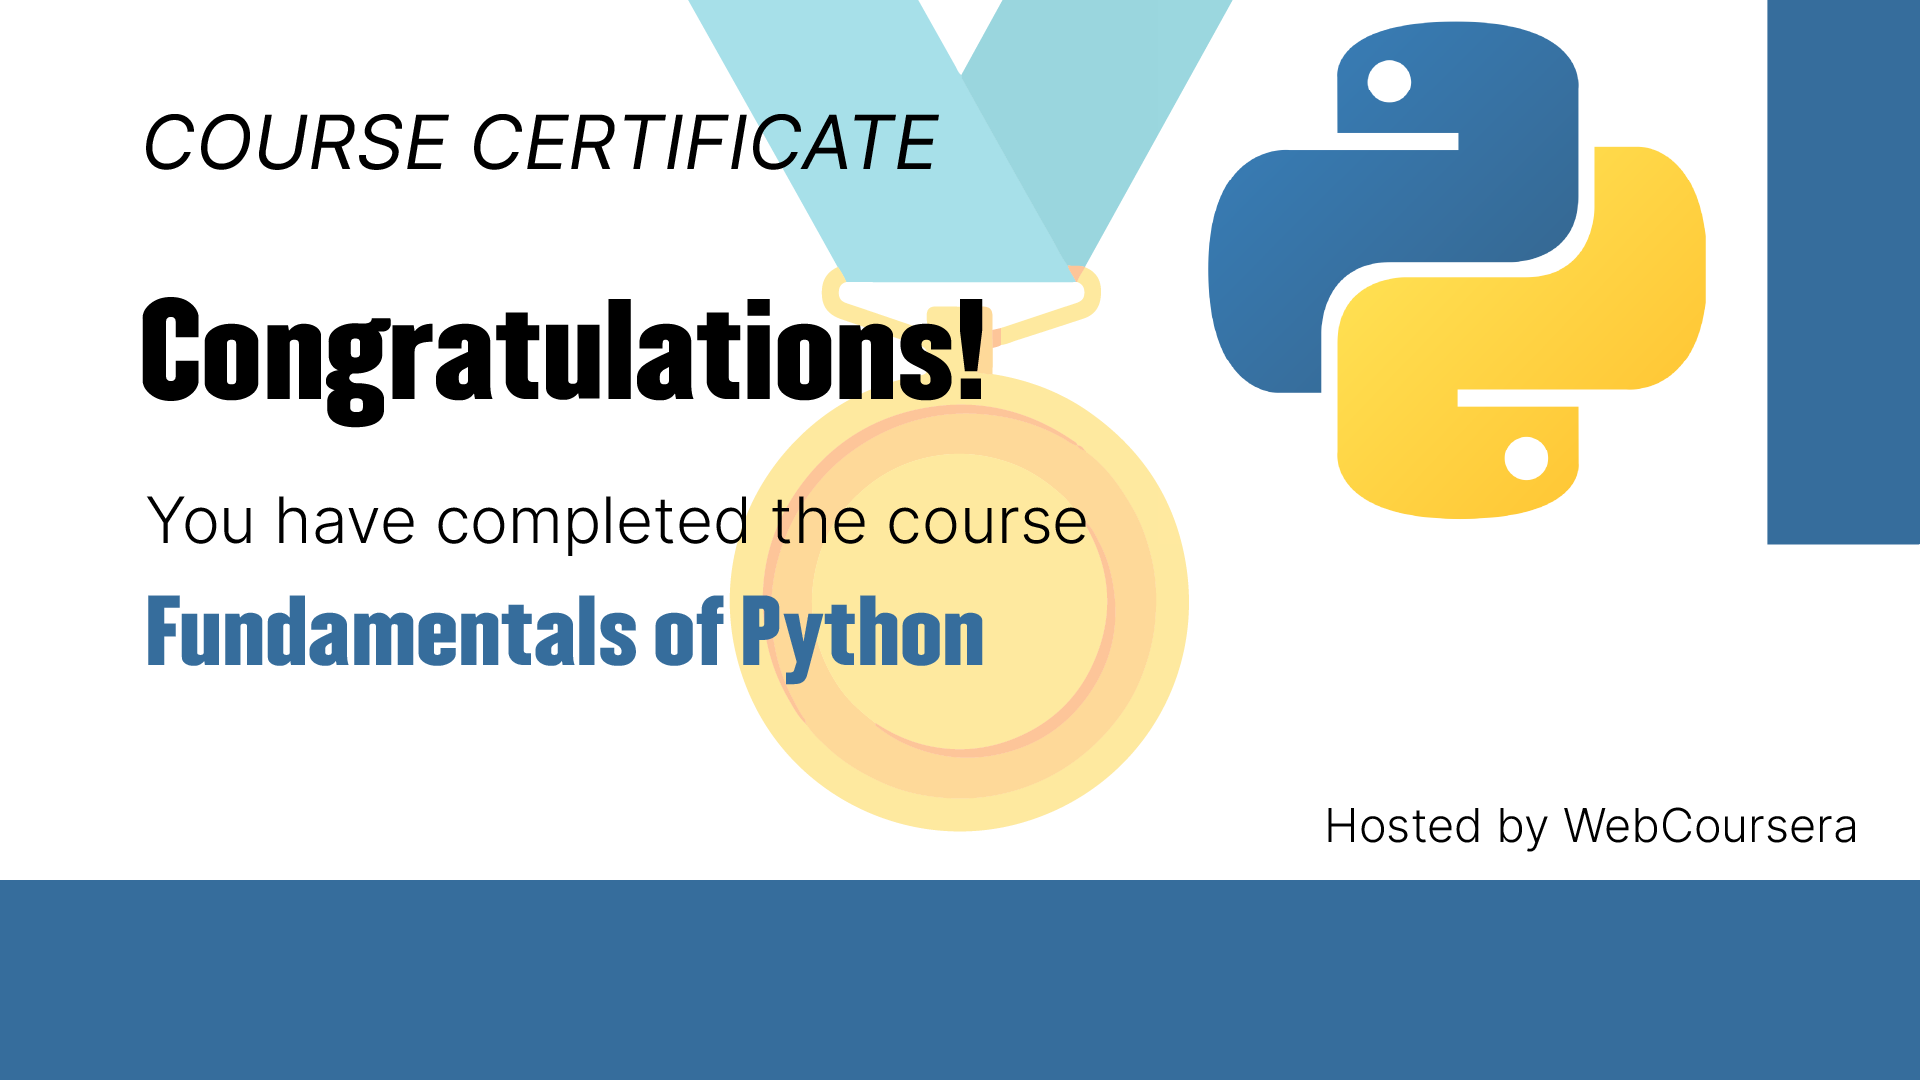 COURSE CERTIFICATE
Congratulations!
You have completed the course
Fundamentals of Python
Hosted by WebCoursera